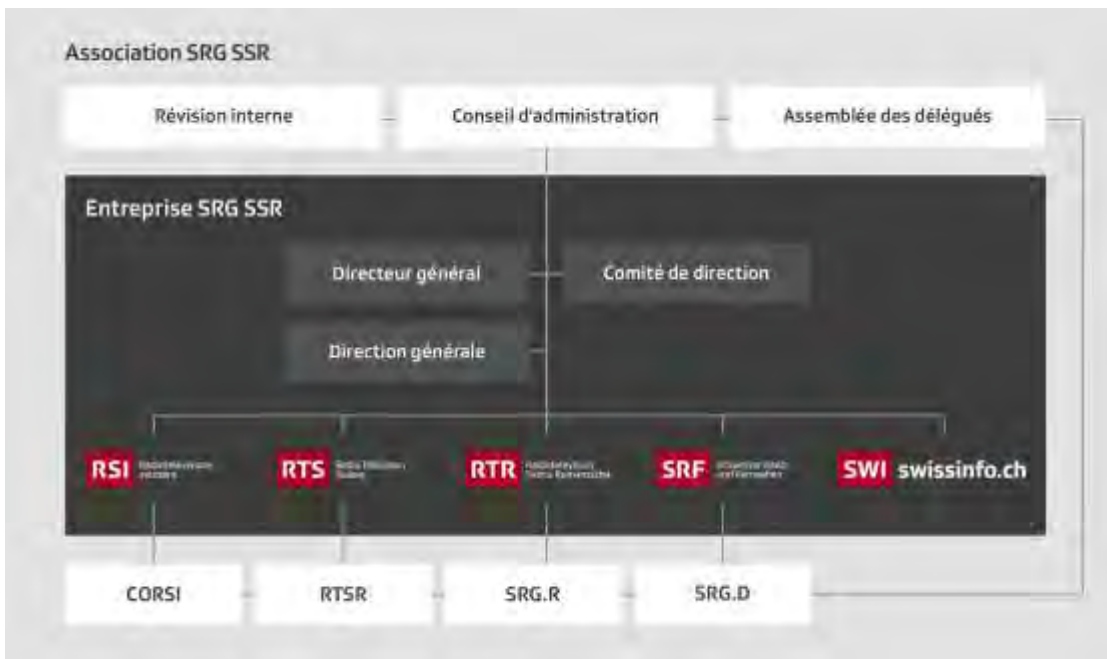 Association SRG SSR
Révision interne
Conseil d'administration
Assemblée des délégués
Entreprise SRG SSR
Directeur général
Comité de direction
Direction générale
RSI
RTS
RTR
SRF
SWI swissinfo.ch
CORSI
RTSR
SRG.R
SRG.D